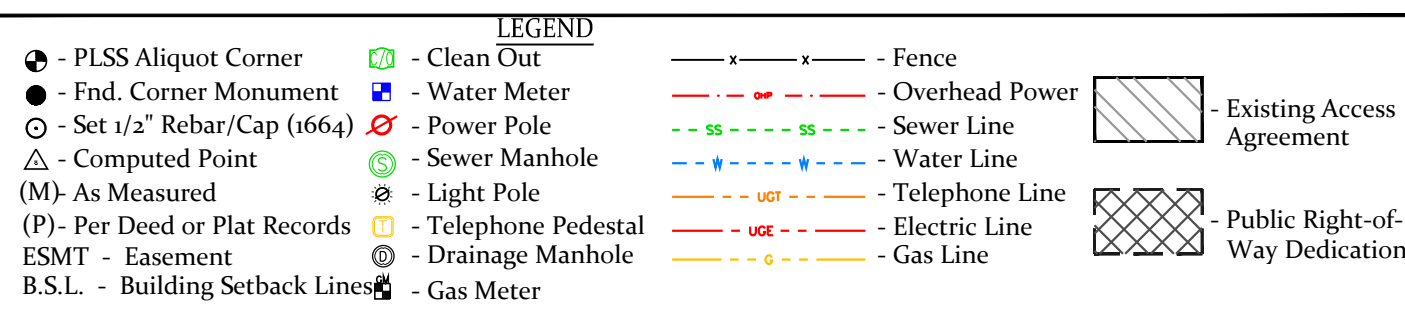 LEGEND
- PLSS Aliquot Corner
- Fnd. Corner Monument
- Set 1/2" Rebar/Cap (1664)
- Computed Point
(M)- As Measured
(P)- Per Deed or Plat Records
ESMT - Easement
B.S.L. - Building Setback Lines
C/O - Clean Out
- Water Meter
- Power Pole
S - Sewer Manhole
- Light Pole
T - Telephone Pedestal
D - Drainage Manhole
GM - Gas Meter
x x - Fence
OHP - Overhead Power
SS SS - Sewer Line
W W - Water Line
UGT - Telephone Line
UGE - Electric Line
G - Gas Line
- Existing Access
Agreement
- Public Right-of-
Way Dedication